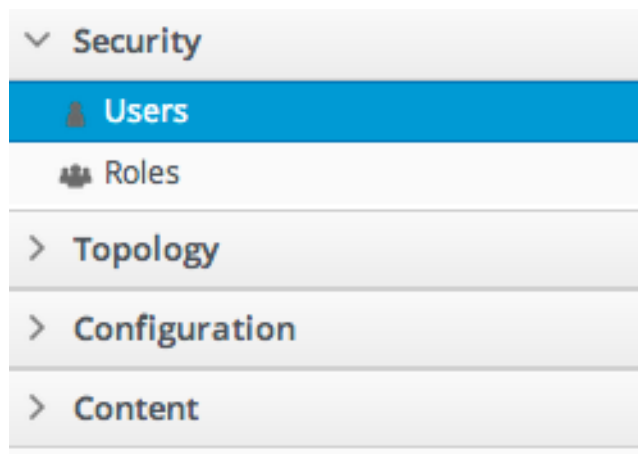 Security
Users
Roles
Topology
Configuration
Content